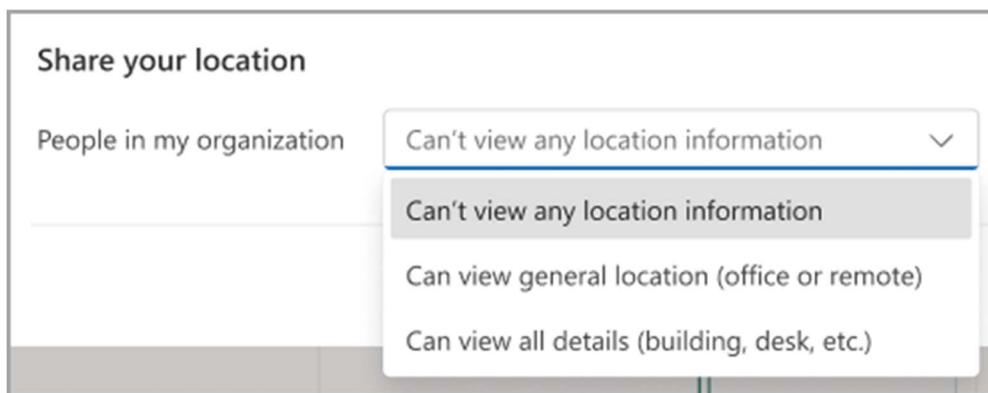 Share your location
People in my organization
Can't view any location information
Can't view any location information
Can view general location (office or remote)
Can view all details (building, desk, etc.)